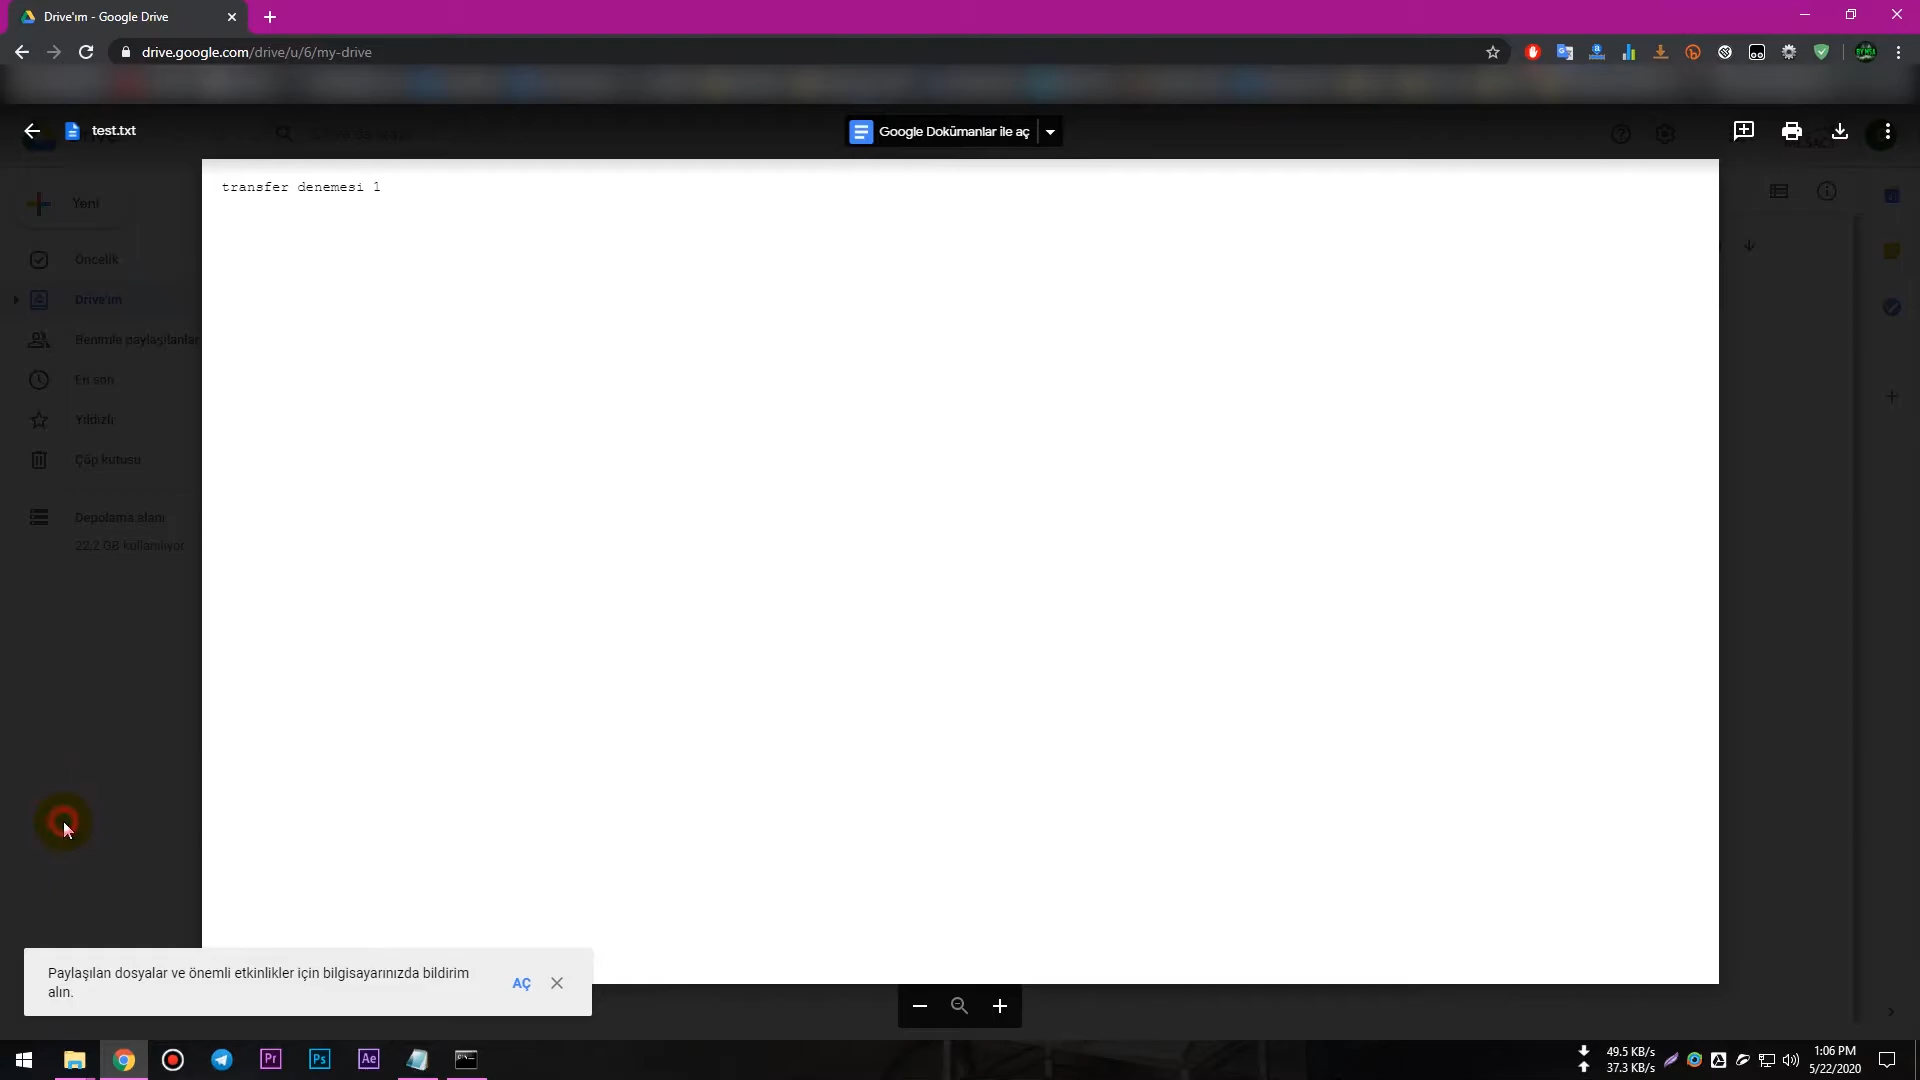 Drive'ım - Google Drive
drive.google.com/drive/u/6/my-drive
test.txt
Google Dokümanlar ile aç
transfer denemesi 1
Yeni
Öncelik
Drive'ım
Benimle paylaşılanlar
En son
Yıldızlı
Çöp kutusu
Depolama alanı
22,2 GB kullanılıyor
Paylaşılan dosyalar ve önemli etkinlikler için bilgisayarınızda bildirim
alın.
AÇ
Pr
Ps
Ae
49.5 KB/s
37.3 KB/s
1:06 PM
5/22/2020